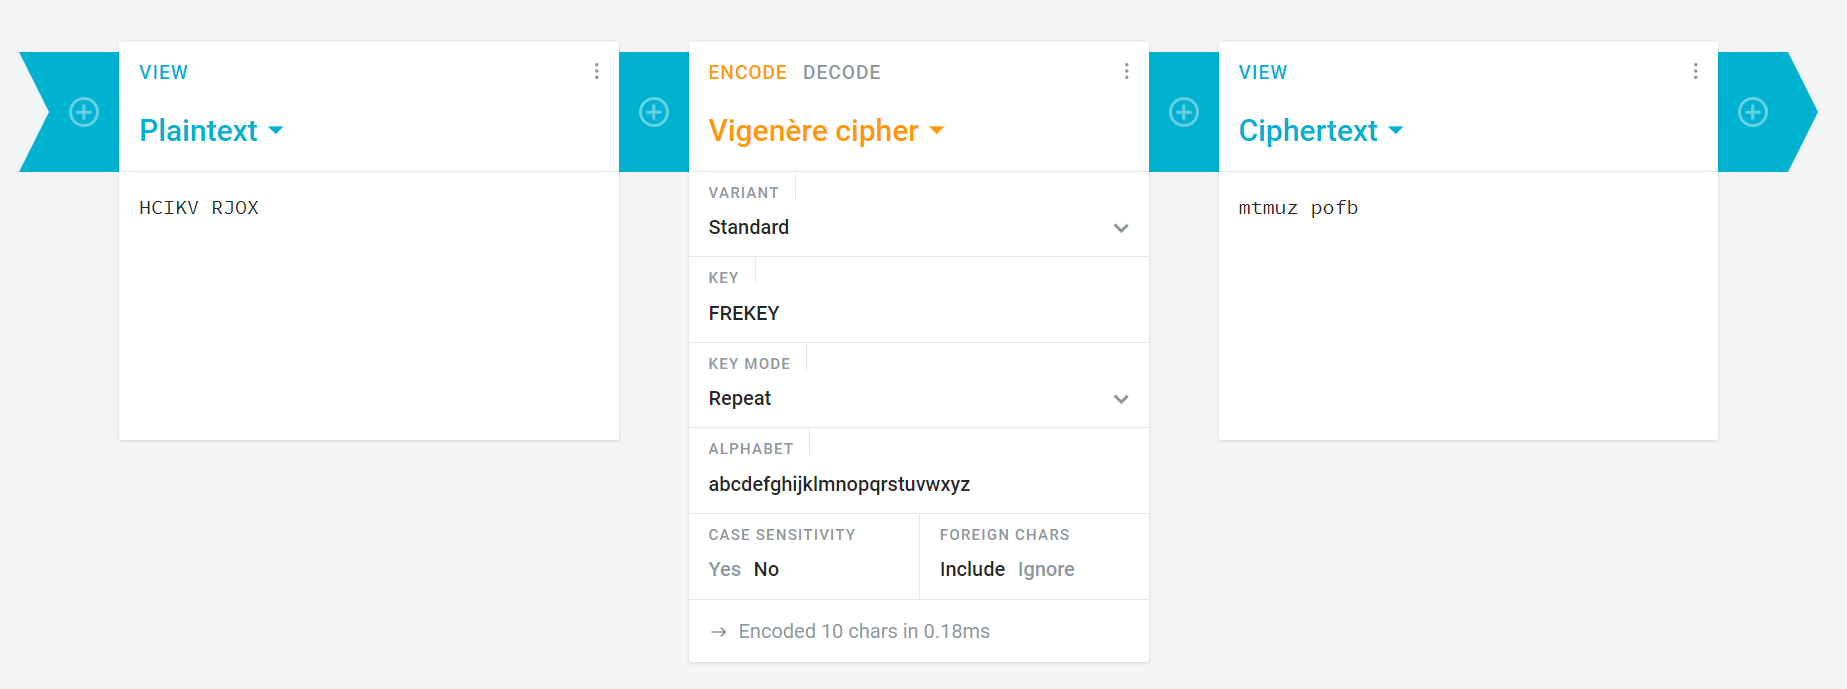 VIEW
Plaintext
HCIKV RJOX
ENCODE DECODE
Vigenère cipher
VARIANT
Standard
KEY
FREKEY
KEY MODE
Repeat
ALPHABET
abcdefghijklmnopqrstuvwxyz
CASE SENSITIVITY
Yes No
FOREIGN CHARS
Include Ignore
→ Encoded 10 chars in 0.18ms
VIEW
Ciphertext
mtmuz pofb